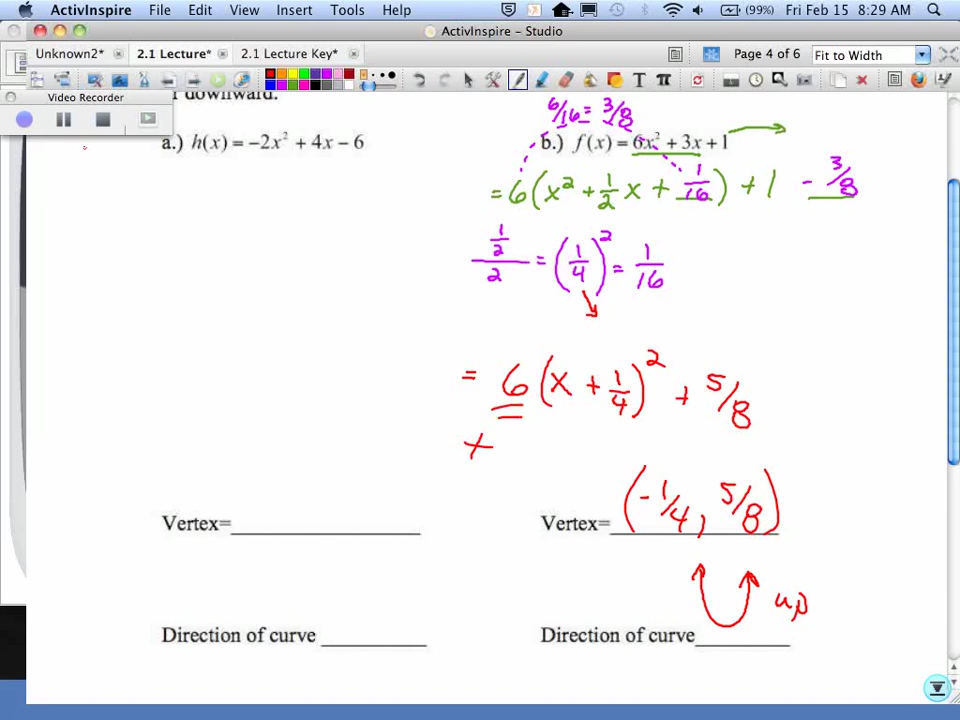 ActivInspire File Edit View Insert Tools Help (99%) Fri Feb 15 8:29 AM
ActivInspire - Studio
Unknown2* 2.1 Lecture* 2.1 Lecture Key* Page 4 of 6 Fit to Width
Video Recorder
or downward.
6/16 = 3/8
a.) h(x) = −2x² + 4x − 6
b.) f(x) = 6x² + 3x + 1
= 6(x² + 1/2 x + 1/16) + 1 - 3/8
1/2 / 2 = (1/4)² = 1/16
= 6(x + 1/4)² + 5/8
+
Vertex=
Vertex= (-1/4, 5/8)
up
Direction of curve
Direction of curve